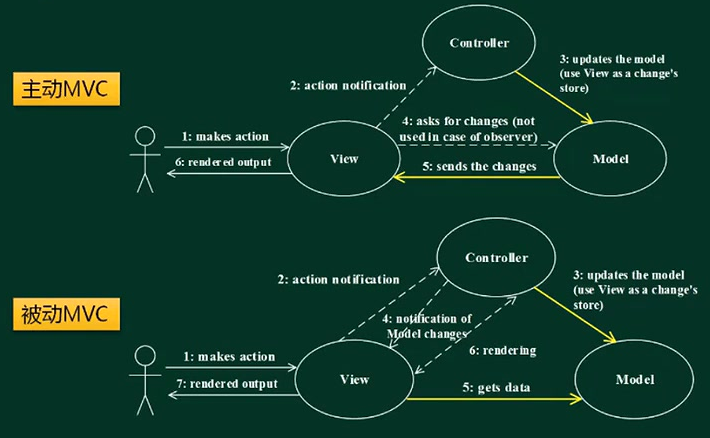 主动MVC
Controller
3: updates the model
(use View as a change's
store)
2: action notification
4: asks for changes (not
used in case of observer)
1: makes action
6: rendered output
View
Model
5: sends the changes
被动MVC
Controller
2: action notification
3: updates the model
(use View as a change's
store)
4: notification of
Model changes
6: rendering
1: makes action
7: rendered output
View
5: gets data
Model